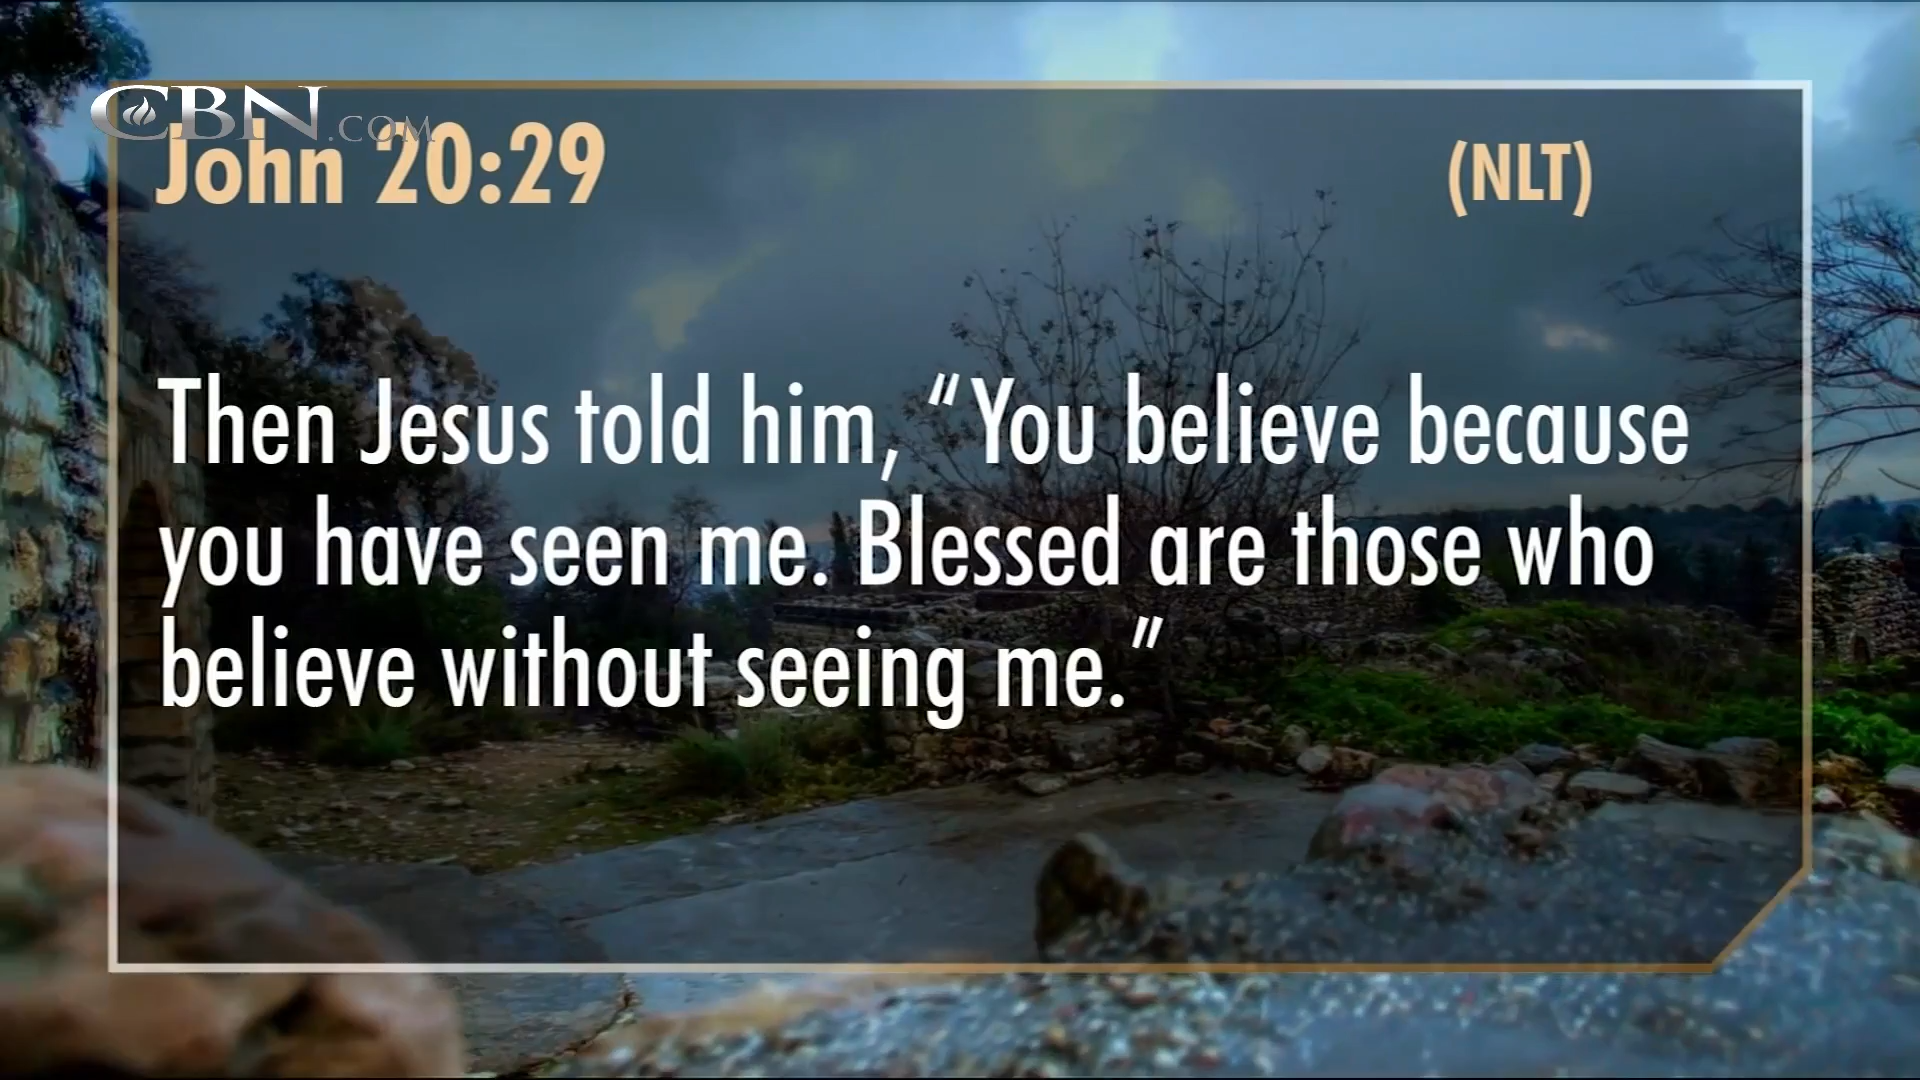 CBN.COM
John 20:29
(NLT)
Then Jesus told him, “You believe because
you have seen me. Blessed are those who
believe without seeing me.”